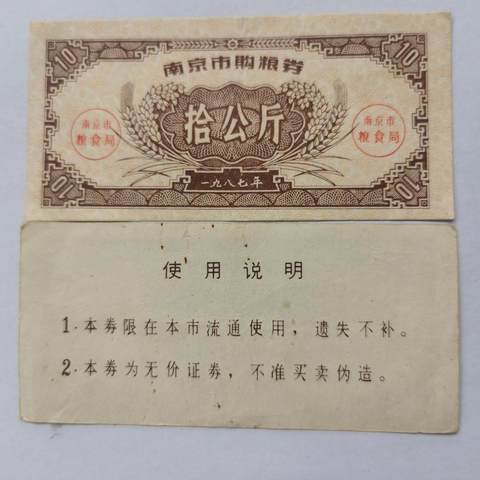 10
10
南京市购粮券
南京市
粮食局
拾公斤
南京市
粮食局
10
一九八七年
10
使用说明
1.本券限在本市流通使用，遗失不补。
2.本券为无价证券，不准买卖伪造。